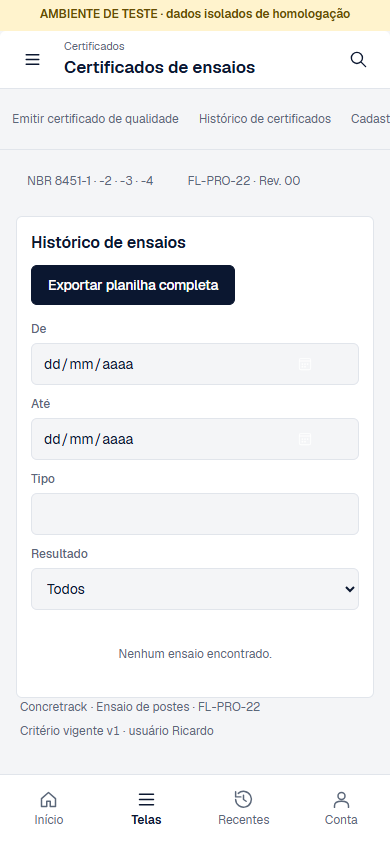 AMBIENTE DE TESTE · dados isolados de homologação
Certificados
Certificados de ensaios
Emitir certificado de qualidade Histórico de certificados Cadast
NBR 8451-1 · -2 · -3 · -4 FL-PRO-22 · Rev. 00
Histórico de ensaios
Exportar planilha completa
De
dd/mm/aaaa
Até
dd/mm/aaaa
Tipo
Resultado
Todos
Nenhum ensaio encontrado.
Concretrack · Ensaio de postes · FL-PRO-22
Critério vigente v1 · usuário Ricardo
Início Telas Recentes Conta